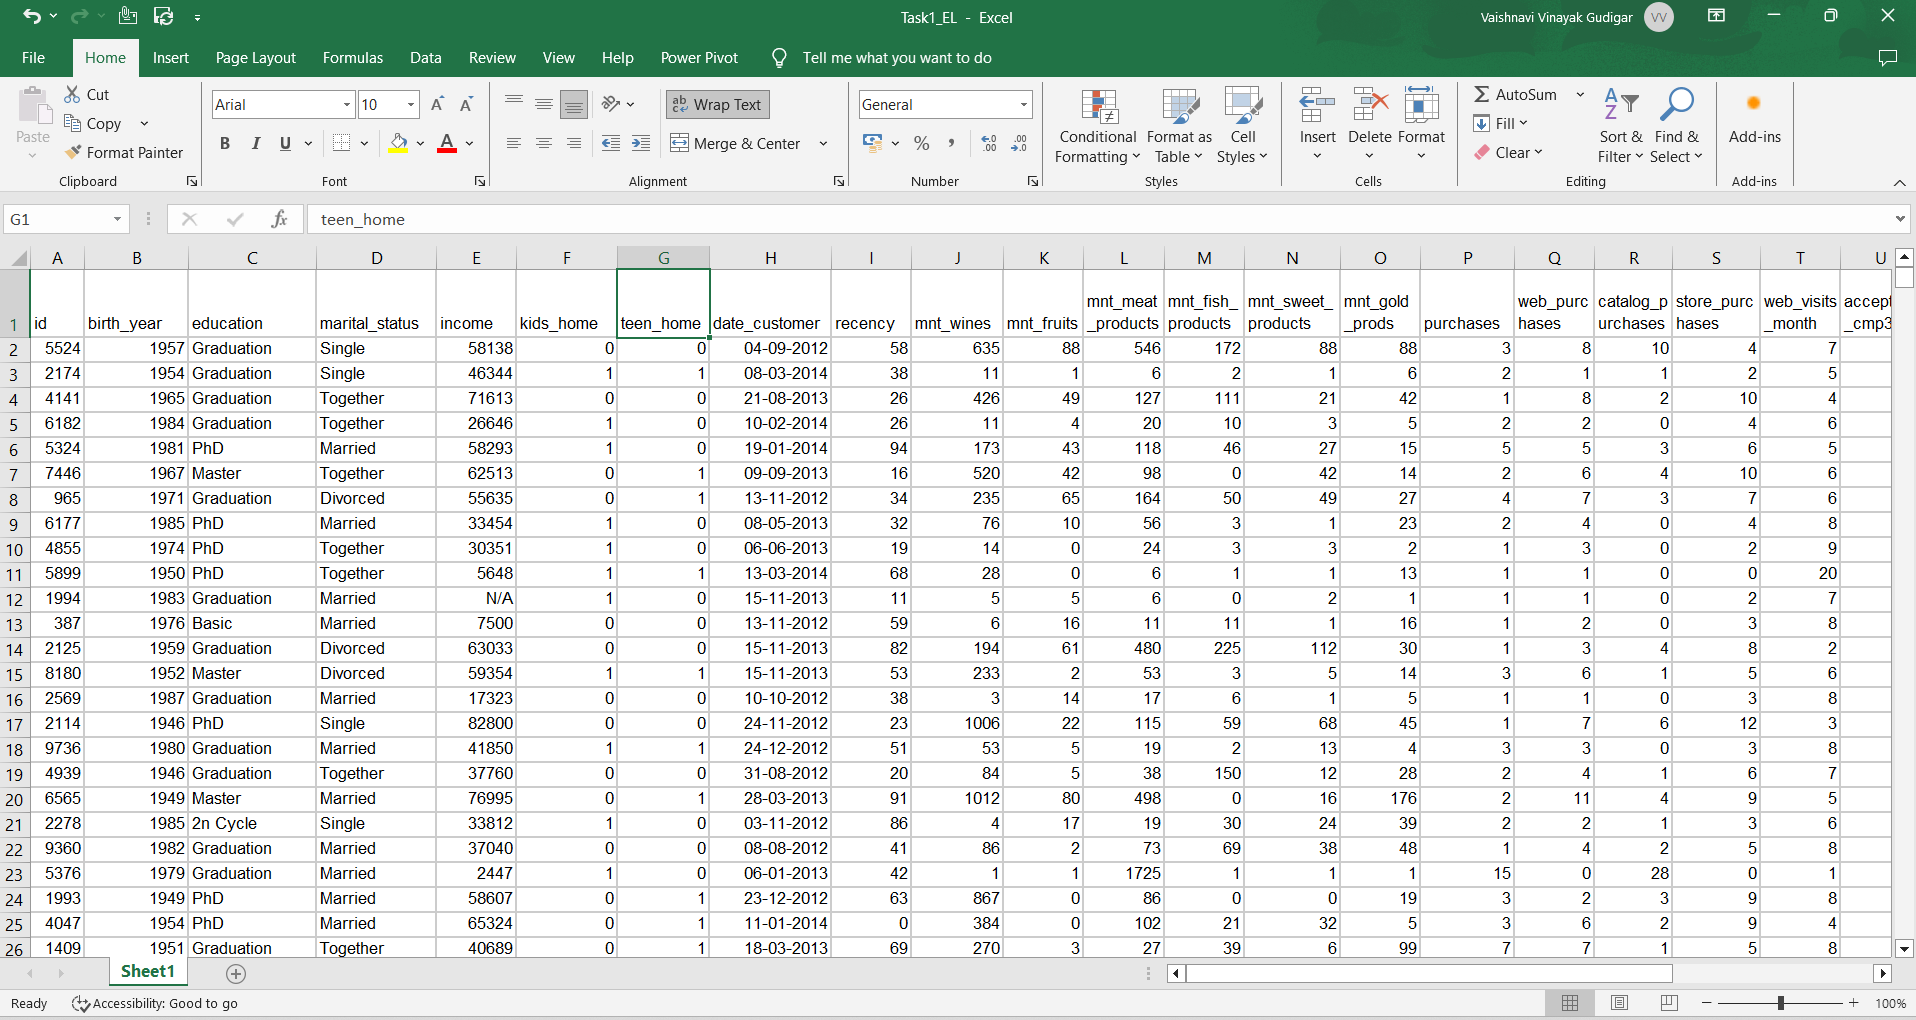 Task1_EL - Excel
Vaishnavi Vinayak Gudigar VV
File Home Insert Page Layout Formulas Data Review View Help Power Pivot Tell me what you want to do
Paste
Cut
Copy
Format Painter
Clipboard
Arial 10 A A
B I U A
Font
ab Wrap Text
Merge & Center
Alignment
General
% ,
Number
Conditional Formatting
Format as Table
Cell Styles
Styles
Insert Delete Format
Cells
AutoSum
Fill
Clear
Sort & Filter
Find & Select
Editing
Add-ins
Add-ins
G1 fx teen_home
A B C D E F G H I J K L M N O P Q R S T U
1 id birth_year education marital_status income kids_home teen_home date_customer recency mnt_wines mnt_fruits mnt_meat_products mnt_fish_products mnt_sweet_products mnt_gold_prods purchases web_purchases catalog_purchases store_purchases web_visits_month accept_cmp3
2 5524 1957 Graduation Single 58138 0 0 04-09-2012 58 635 88 546 172 88 88 3 8 10 4 7
3 2174 1954 Graduation Single 46344 1 1 08-03-2014 38 11 1 6 2 1 6 2 1 1 2 5
4 4141 1965 Graduation Together 71613 0 0 21-08-2013 26 426 49 127 111 21 42 1 8 2 10 4
5 6182 1984 Graduation Together 26646 1 0 10-02-2014 26 11 4 20 10 3 5 2 2 0 4 6
6 5324 1981 PhD Married 58293 1 0 19-01-2014 94 173 43 118 46 27 15 5 5 3 6 5
7 7446 1967 Master Together 62513 0 1 09-09-2013 16 520 42 98 0 42 14 2 6 4 10 6
8 965 1971 Graduation Divorced 55635 0 1 13-11-2012 34 235 65 164 50 49 27 4 7 3 7 6
9 6177 1985 PhD Married 33454 1 0 08-05-2013 32 76 10 56 3 1 23 2 4 0 4 8
10 4855 1974 PhD Together 30351 1 0 06-06-2013 19 14 0 24 3 3 2 1 3 0 2 9
11 5899 1950 PhD Together 5648 1 1 13-03-2014 68 28 0 6 1 1 13 1 1 0 0 20
12 1994 1983 Graduation Married N/A 1 0 15-11-2013 11 5 5 6 0 2 1 1 1 0 2 7
13 387 1976 Basic Married 7500 0 0 13-11-2012 59 6 16 11 11 1 16 1 2 0 3 8
14 2125 1959 Graduation Divorced 63033 0 0 15-11-2013 82 194 61 480 225 112 30 1 3 4 8 2
15 8180 1952 Master Divorced 59354 1 1 15-11-2013 53 233 2 53 3 5 14 3 6 1 5 6
16 2569 1987 Graduation Married 17323 0 0 10-10-2012 38 3 14 17 6 1 5 1 1 0 3 8
17 2114 1946 PhD Single 82800 0 0 24-11-2012 23 1006 22 115 59 68 45 1 7 6 12 3
18 9736 1980 Graduation Married 41850 1 1 24-12-2012 51 53 5 19 2 13 4 3 3 0 3 8
19 4939 1946 Graduation Together 37760 0 0 31-08-2012 20 84 5 38 150 12 28 2 4 1 6 7
20 6565 1949 Master Married 76995 0 1 28-03-2013 91 1012 80 498 0 16 176 2 11 4 9 5
21 2278 1985 2n Cycle Single 33812 1 0 03-11-2012 86 4 17 19 30 24 39 2 2 1 3 6
22 9360 1982 Graduation Married 37040 0 0 08-08-2012 41 86 2 73 69 38 48 1 4 2 5 8
23 5376 1979 Graduation Married 2447 1 0 06-01-2013 42 1 1 1725 1 1 1 15 0 28 0 1
24 1993 1949 PhD Married 58607 0 1 23-12-2012 63 867 0 86 0 0 19 3 2 3 9 8
25 4047 1954 PhD Married 65324 0 1 11-01-2014 0 384 0 102 21 32 5 3 6 2 9 4
26 1409 1951 Graduation Together 40689 0 1 18-03-2013 69 270 3 27 39 6 99 7 7 1 5 8
Sheet1
Ready Accessibility: Good to go 100%